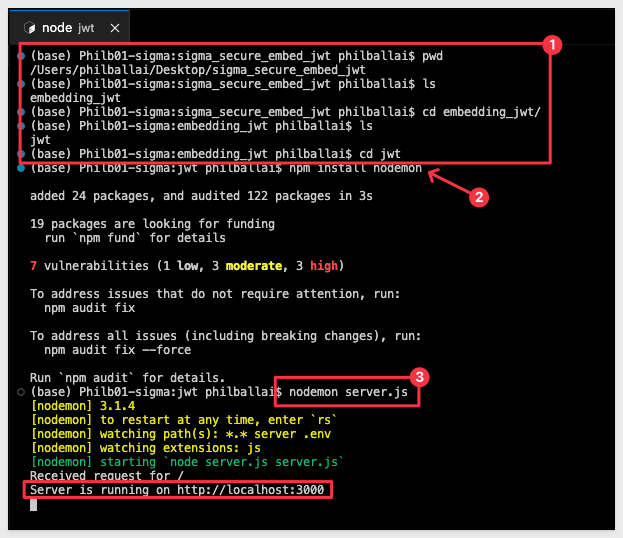 node jwt
1
(base) Philb01-sigma:sigma_secure_embed_jwt philballai$ pwd
/Users/philballai/Desktop/sigma_secure_embed_jwt
(base) Philb01-sigma:sigma_secure_embed_jwt philballai$ ls
embedding_jwt
(base) Philb01-sigma:sigma_secure_embed_jwt philballai$ cd embedding_jwt/
(base) Philb01-sigma:embedding_jwt philballai$ ls
jwt
(base) Philb01-sigma:embedding_jwt philballai$ cd jwt
(base) Philb01-sigma:jwt philballai$ npm install nodemon
2
added 24 packages, and audited 122 packages in 3s
19 packages are looking for funding
run `npm fund` for details
7 vulnerabilities (1 low, 3 moderate, 3 high)
To address issues that do not require attention, run:
npm audit fix
To address all issues (including breaking changes), run:
npm audit fix --force
Run `npm audit` for details.
3
(base) Philb01-sigma:jwt philballai$ nodemon server.js
[nodemon] 3.1.4
[nodemon] to restart at any time, enter `rs`
[nodemon] watching path(s): *.* server .env
[nodemon] watching extensions: js
[nodemon] starting `node server.js server.js`
Received request for /
Server is running on http://localhost:3000